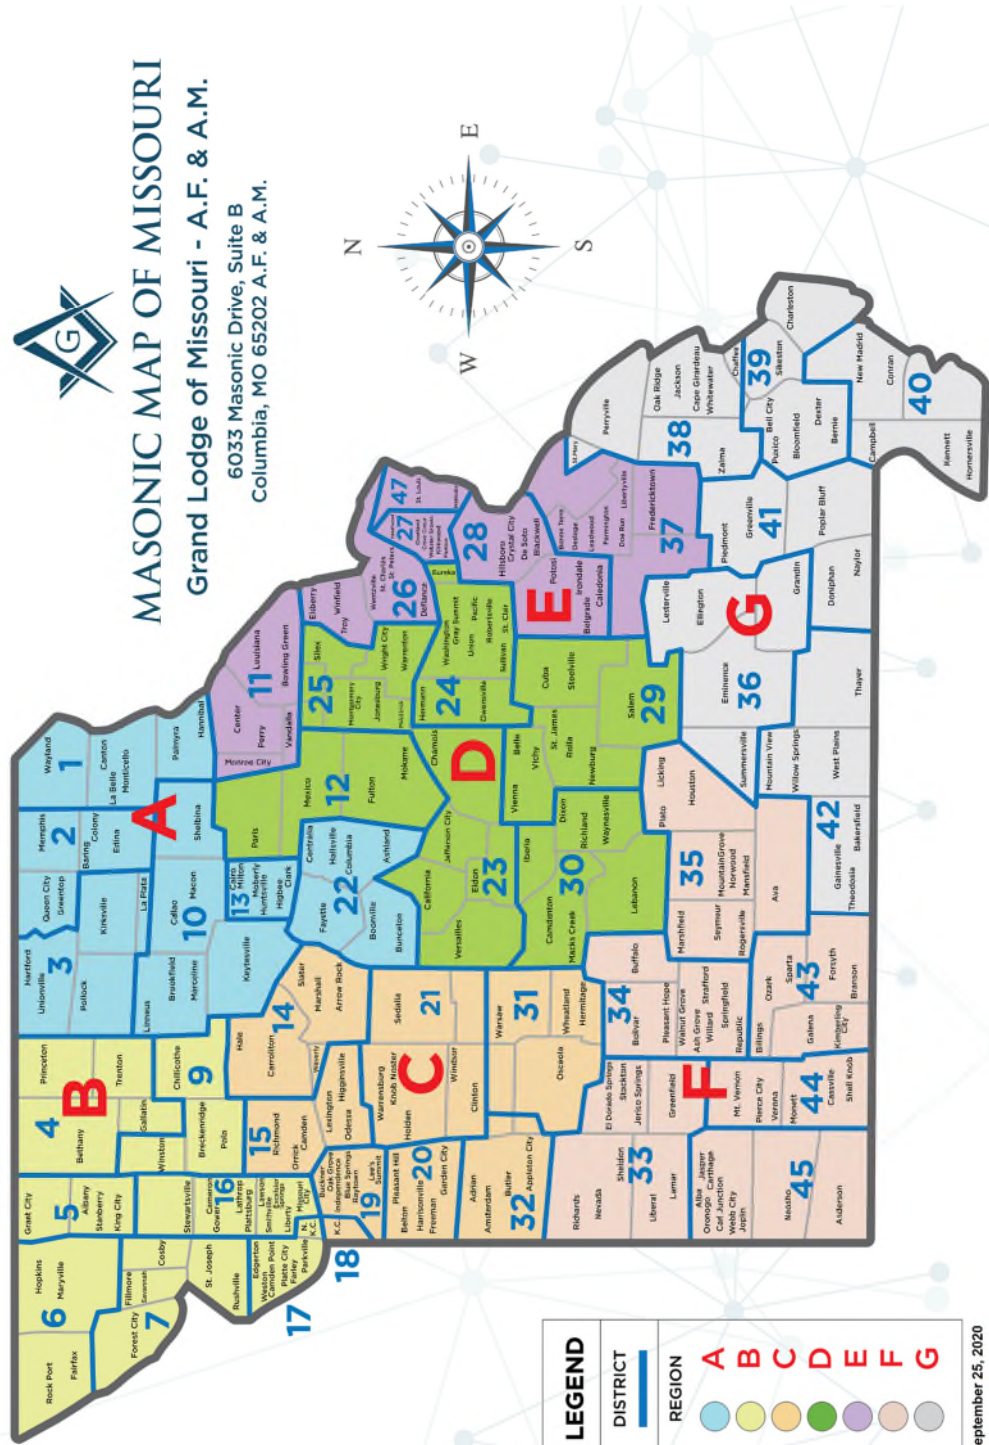 G
MASONIC MAP OF MISSOURI
Grand Lodge of Missouri - A.F. & A.M.
6033 Masonic Drive, Suite B
Columbia, MO 65202 A.F. & A.M.
N
E
S
W
A
B
C
D
E
F
G
Rock Port
Fairfax
6
Hopkins
Maryville
Forest City
7
Fillmore
Savannah
Cosby
St. Joseph
Rushville
Grant City
5
Albany
Stanberry
King City
Stewartsville
4
Bethany
Princeton
Trenton
Gallatin
Winston
Chillicothe
9
Breckenridge
Polo
16
Cameron
Gower
Lathrop
Plattsburg
Lawson
Smithville
Excelsior
Springs
Liberty
Missouri
City
17
Edgerton
Weston
Camden Point
Platte City
Farley
Parkville
N.
K.C.
18
K.C.
15
Richmond
Orrick
Camden
Hartford
Unionville
3
Pollock
Queen City
Greentop
Kirksville
La Plata
Memphis
2
Baring
Colony
Edina
Wayland
1
Canton
La Belle
Monticello
Palmyra
Hannibal
Shelbina
Linneus
Brookfield
Marceline
10
Callao
Macon
Keytesville
13
Cairo
Milton
Moberly
Huntsville
Higbee
Clark
Hale
14
Carrollton
Waverly
Slater
Marshall
Arrow Rock
Fayette
22
Boonville
Bunceton
Centralia
Hallsville
Columbia
Ashland
Monroe City
11
Center
Perry
Vandalia
Louisiana
Bowling Green
Paris
Mexico
12
Fulton
Mokane
Silex
25
Montgomery
City
Jonesburg
Wright City
Warrenton
Elsberry
Troy
Winfield
Wentzville
St. Charles
St. Peters
26
Defiance
27
47
St. Louis
Kirkwood
Webster Groves
Eureka
Buckner
Oak Grove
Independence
Blue Springs
Raytown
19
Lee's
Summit
Lexington
Higginsville
Odessa
Belton
Pleasant Hill
Harrisonville
20
Freeman
Garden City
Warrensburg
Knob Noster
Holden
Sedalia
21
Windsor
Clinton
Adrian
Amsterdam
Butler
32
Appleton City
Osceola
Warsaw
31
Wheatland
Hermitage
California
Versailles
Jefferson City
Eldon
23
Chamois
Hermann
24
Owensville
Washington
Gray Summit
Union
Pacific
Robertsville
Sullivan
St. Clair
28
Hillsboro
Crystal City
De Soto
Blackwell
Belle
Vienna
Vichy
Iberia
Camdenton
Macks Creek
30
Dixon
Richland
Waynesville
Lebanon
St. James
Rolla
Newburg
Cuba
Steelville
Salem
29
Potosi
Irondale
Belgrade
Caledonia
Bonne Terre
Desloge
Leadwood
Farmington
Doe Run
Libertyville
Fredericktown
37
St. Mary
Perryville
Oak Ridge
Jackson
Cape Girardeau
Whitewater
38
Zalma
Chaffee
39
Sikeston
Charleston
Bell City
Puxico
Bloomfield
Dexter
Bernie
New Madrid
Conran
40
Campbell
Kennett
Hornersville
Richards
Nevada
Sheldon
33
Liberal
Lamar
El Dorado Springs
Stockton
Jerico Springs
Greenfield
34
Bolivar
Buffalo
Pleasant Hope
Walnut Grove
Ash Grove
Willard
Strafford
Springfield
Republic
Marshfield
Seymour
Rogersville
35
MountainGrove
Norwood
Mansfield
Plato
Licking
Houston
Summersville
Ava
Lesterville
Ellington
Eminence
36
Grandin
Piedmont
Greenville
41
Poplar Bluff
Doniphan
Naylor
Alba
Jasper
Oronogo
Carthage
Carl Junction
Webb City
Joplin
Neosho
45
Anderson
Mt. Vernon
Pierce City
Verona
Monett
44
Cassville
Shell Knob
Billings
Ozark
Sparta
43
Galena
Forsyth
Kimberling
City
Branson
Mountain View
Willow Springs
West Plains
42
Gainesville
Theodosia
Bakersfield
Thayer
LEGEND
DISTRICT
REGION
A
B
C
D
E
F
G
eptember 25, 2020